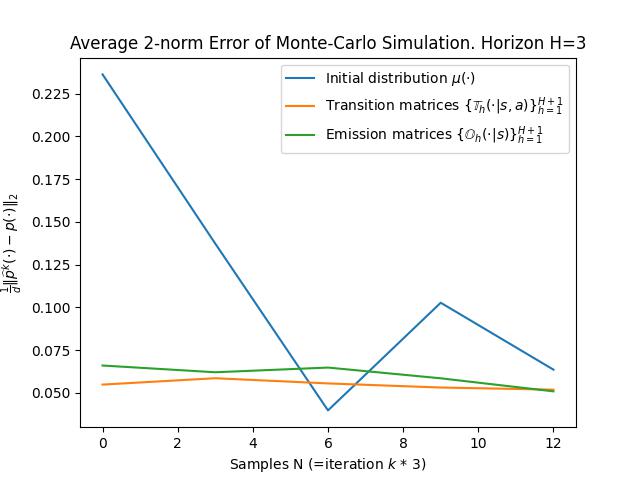 Average 2-norm Error of Monte-Carlo Simulation. Horizon H=3
Initial distribution μ(·)
Transition matrices {𝕋_h(·|s, a)}_{h=1}^{H+1}
Emission matrices {𝕆_h(·|s)}_{h=1}^{H+1}
0.225
0.200
0.175
0.150
0.125
0.100
0.075
0.050
1/d ‖p̂^k(·) − p(·)‖_2
0 2 4 6 8 10 12
Samples N (=iteration k * 3)